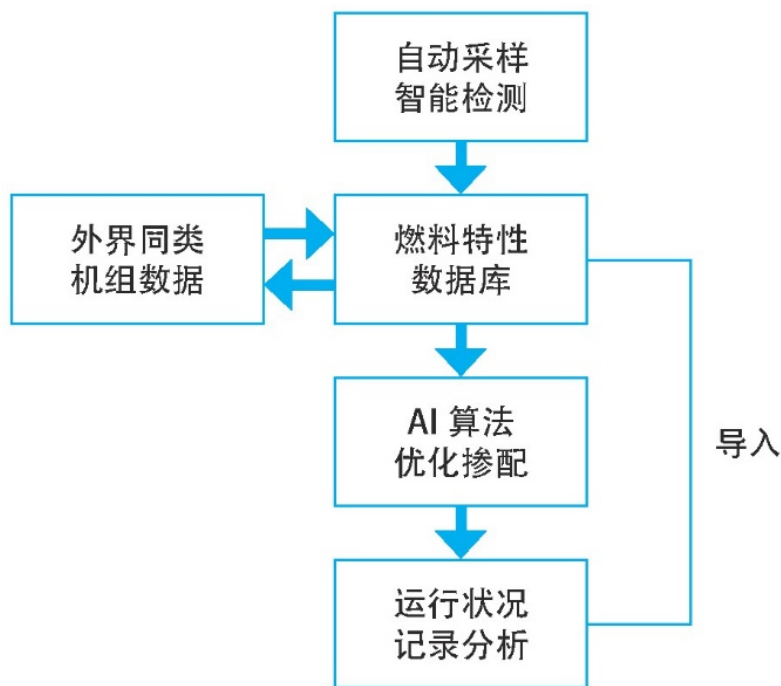 自动采样
智能检测
外界同类
机组数据
燃料特性
数据库
AI 算法
优化掺配
导入
运行状况
记录分析